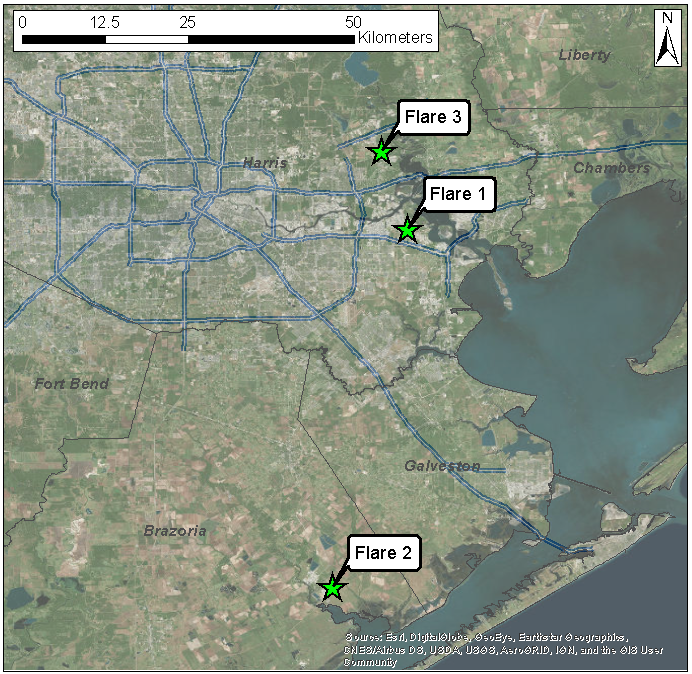 0 12.5 25 50
Kilometers
N
Liberty
Flare 3
Harris
Chambers
Flare 1
Fort Bend
Galveston
Brazoria
Flare 2
Source: Esri, DigitalGlobe, GeoEye, Earthstar Geographics,
CNES/Airbus DS, USDA, USGS, AeroGRID, IGN, and the GIS User
Community